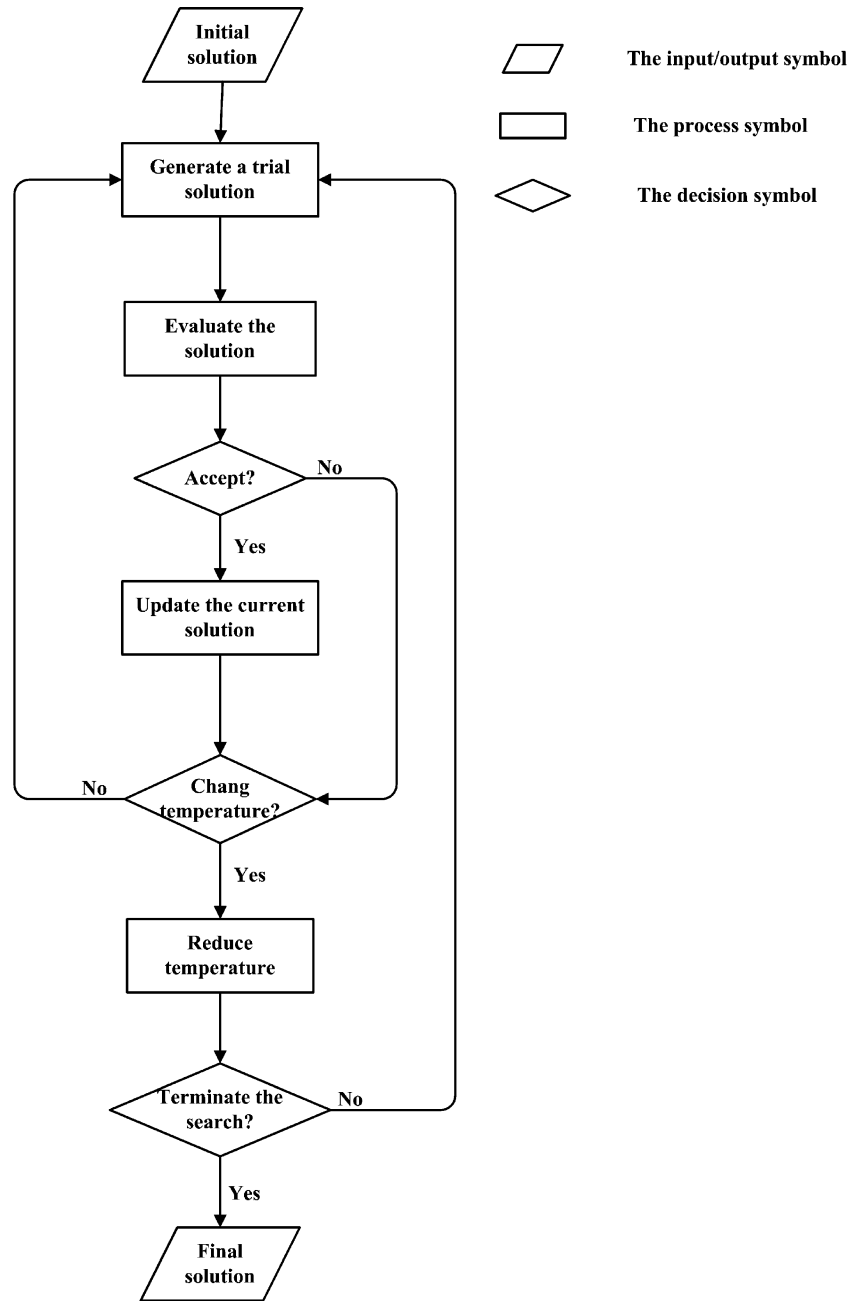 Initial
solution
The input/output symbol
The process symbol
The decision symbol
Generate a trial
solution
Evaluate the
solution
Accept?
No
Yes
Update the current
solution
Chang
temperature?
No
Yes
Reduce
temperature
Terminate the
search?
No
Yes
Final
solution